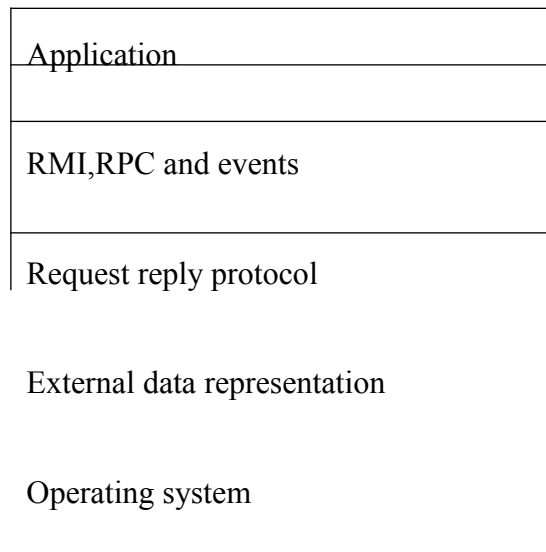 Application
RMI,RPC and events
Request reply protocol
External data representation
Operating system